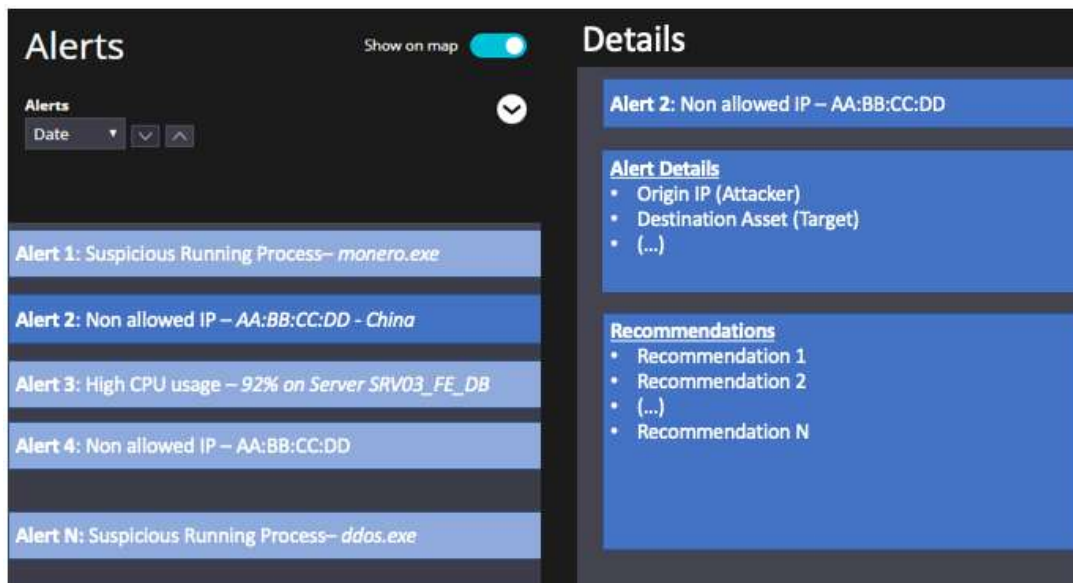 Alerts
Show on map
Alerts
Date
Alert 1: Suspicious Running Process– monero.exe
Alert 2: Non allowed IP – AA:BB:CC:DD - China
Alert 3: High CPU usage – 92% on Server SRV03_FE_DB
Alert 4: Non allowed IP – AA:BB:CC:DD
Alert N: Suspicious Running Process– ddos.exe
Details
Alert 2: Non allowed IP – AA:BB:CC:DD
Alert Details
• Origin IP (Attacker)
• Destination Asset (Target)
• (...)
Recommendations
• Recommendation 1
• Recommendation 2
• (...)
• Recommendation N